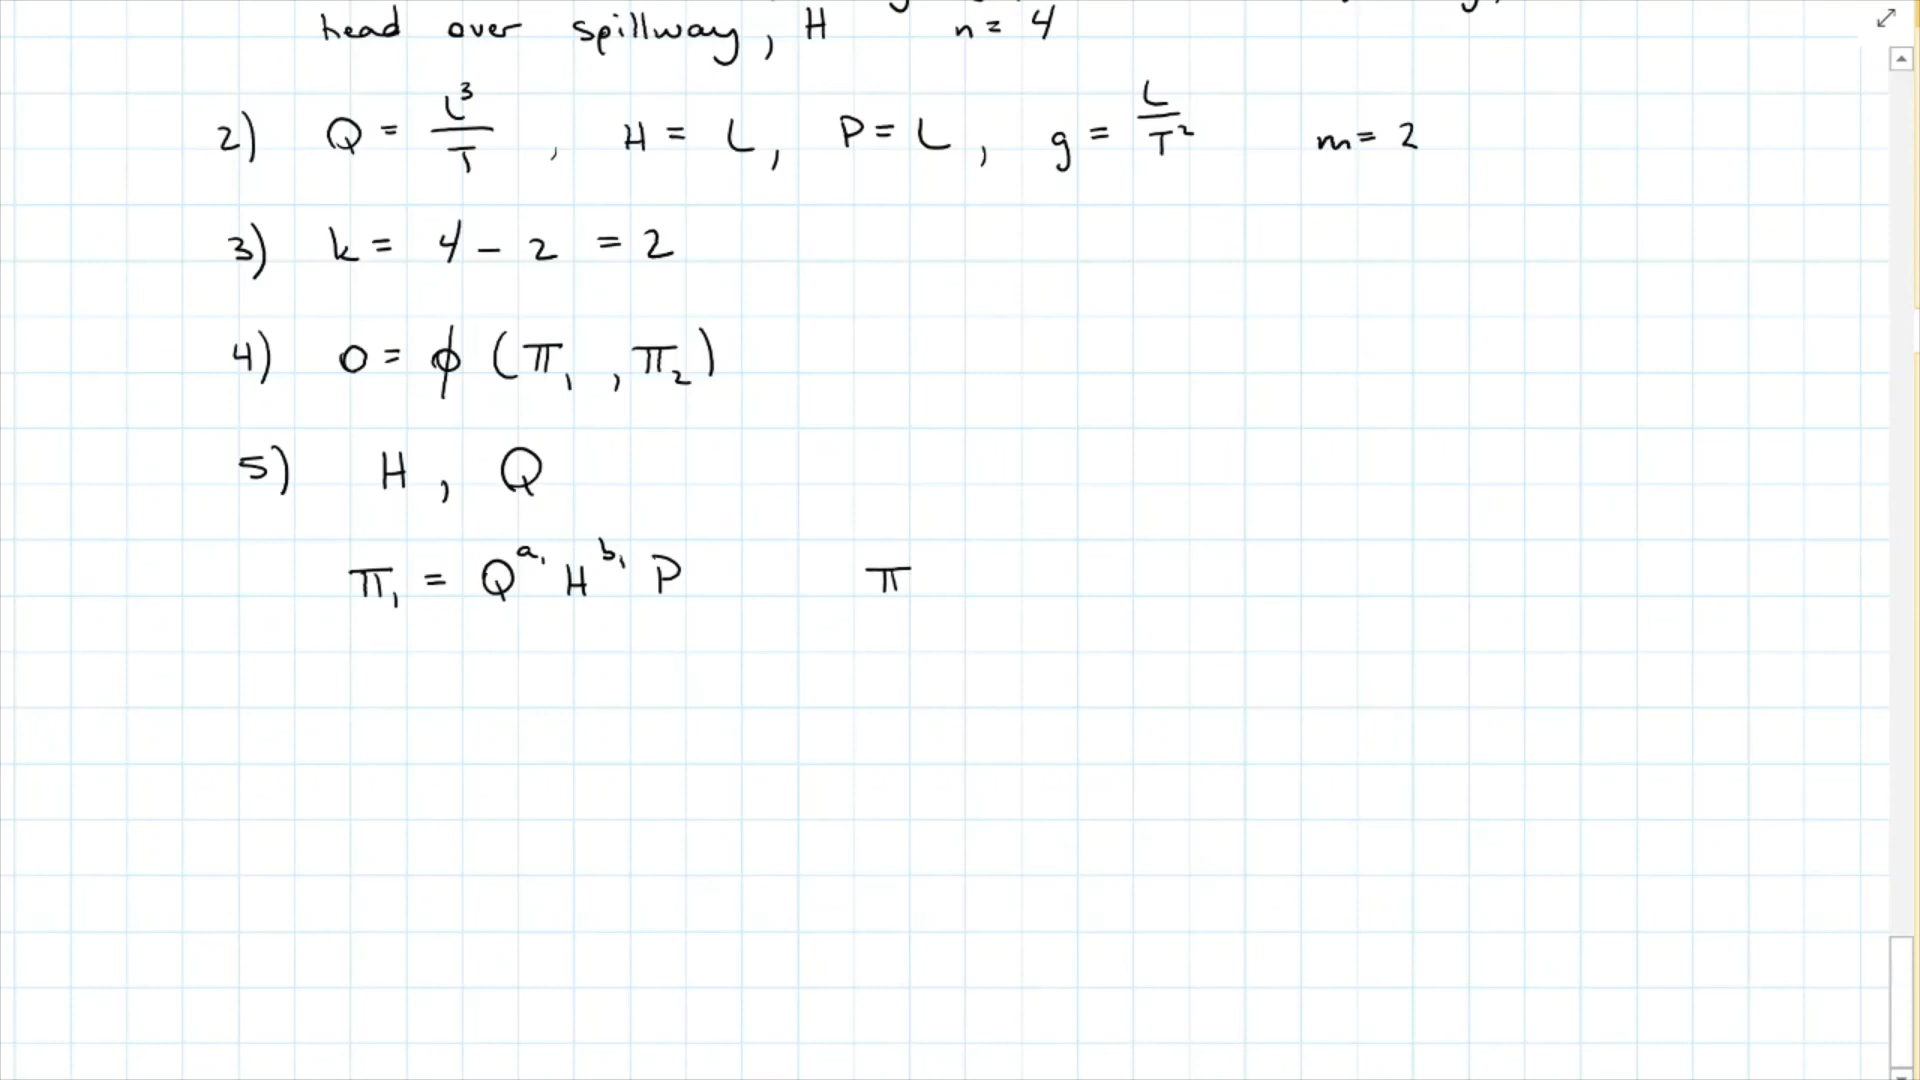 head over spillway, H n = 4
2) Q = L³/T , H = L, P = L, g = L/T² m = 2
3) k = 4 - 2 = 2
4) 0 = ϕ (π₁, π₂)
5) H, Q
π₁ = Q^a₁ H^b₁ P π